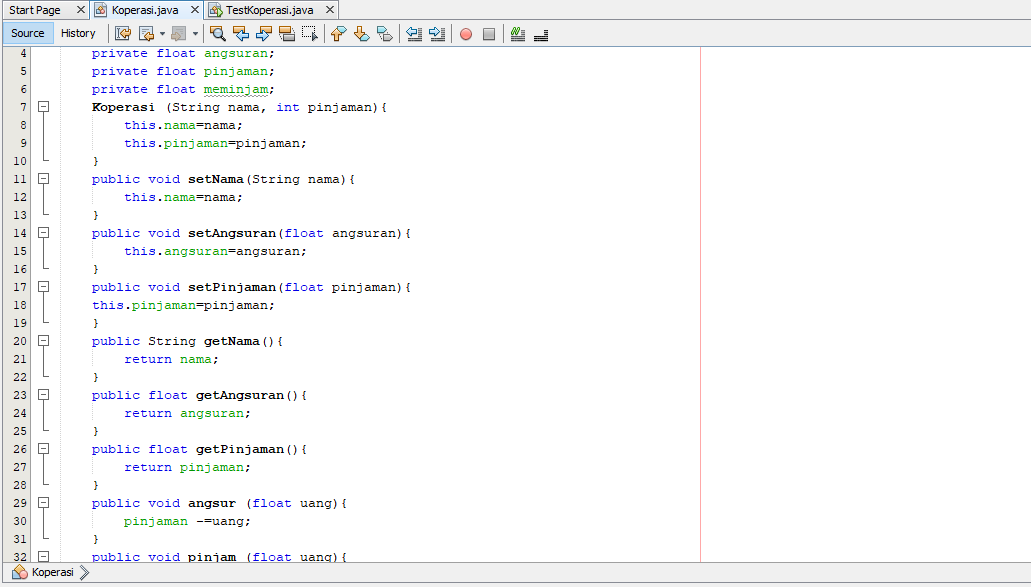 Start Page
Koperasi.java
TestKoperasi.java
Source
History
4 private float angsuran;
5 private float pinjaman;
6 private float meminjam;
7 Koperasi (String nama, int pinjaman){
8 this.nama=nama;
9 this.pinjaman=pinjaman;
10 }
11 public void setNama(String nama){
12 this.nama=nama;
13 }
14 public void setAngsuran(float angsuran){
15 this.angsuran=angsuran;
16 }
17 public void setPinjaman(float pinjaman){
18 this.pinjaman=pinjaman;
19 }
20 public String getNama(){
21 return nama;
22 }
23 public float getAngsuran(){
24 return angsuran;
25 }
26 public float getPinjaman(){
27 return pinjaman;
28 }
29 public void angsur (float uang){
30 pinjaman -=uang;
31 }
32 public void pinjam (float uang){
Koperasi